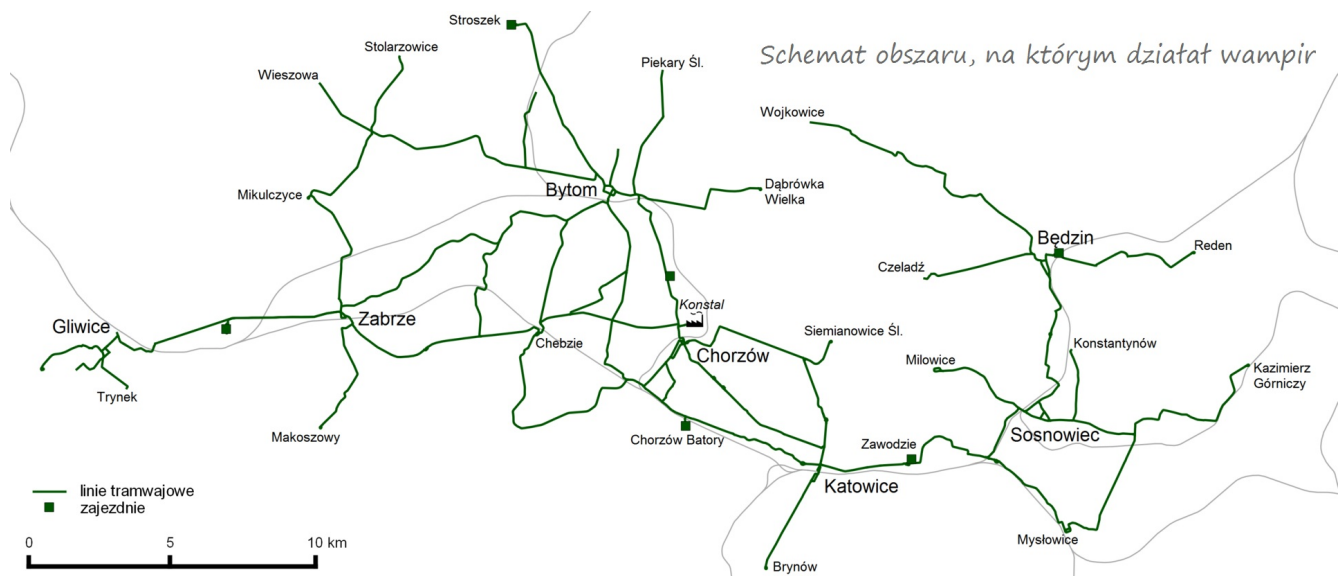 Schemat obszaru, na którym działał wampir
Stroszek
Stolarzowice
Wieszowa
Piekary Śl.
Wojkowice
Mikulczyce
Bytom
Dąbrówka
Wielka
Będzin
Reden
Czeladź
Konstal
Gliwice
Zabrze
Chebzie
Chorzów
Siemianowice Śl.
Konstantynów
Milowice
Kazimierz
Górniczy
Trynek
Makoszowy
Chorzów Batory
Zawodzie
Sosnowiec
Katowice
Mysłowice
Brynów
linie tramwajowe
zajezdnie
0 5 10 km